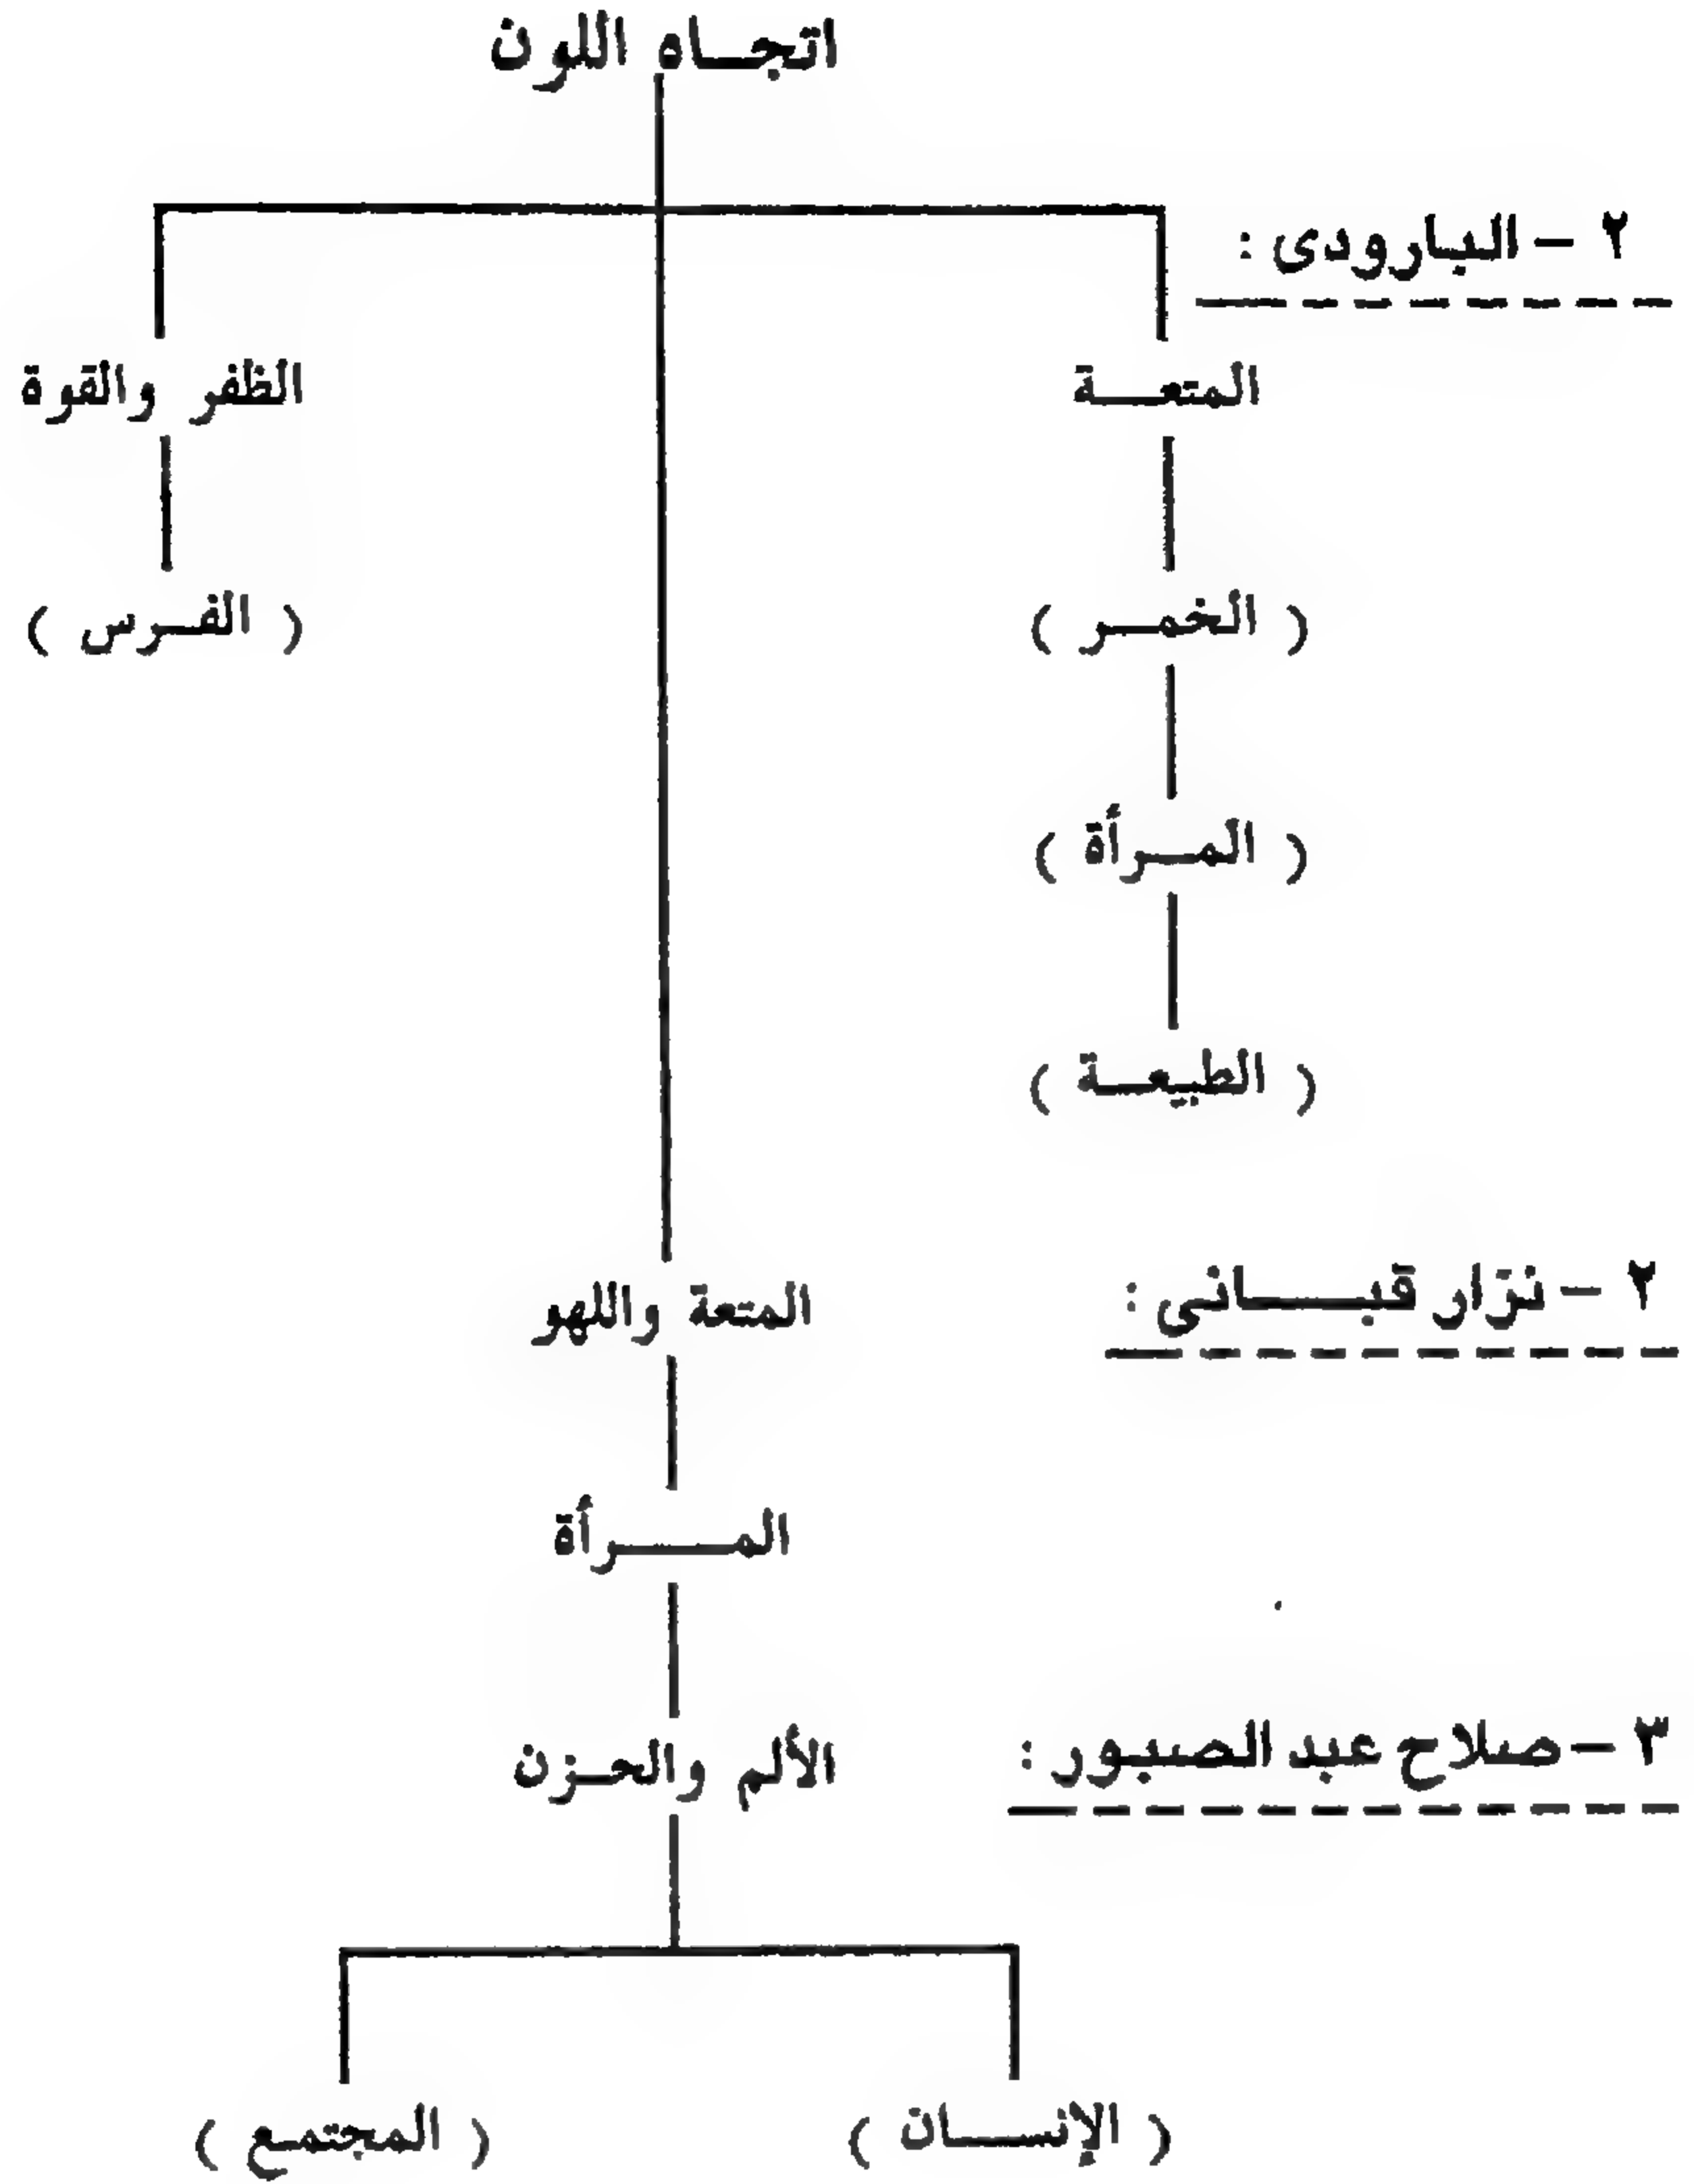 اتجاه اللون
٢ - البارودى :
المتعة
الظفر والقوة
( الخمر )
( الفرس )
( المرأة )
( الطبيعة )
٢ - نزار قبانى :
المتعة واللهو
المرأة
٣ - صلاح عبد الصبور :
الألم والحزن
( الإنسان )
( المجتمع )